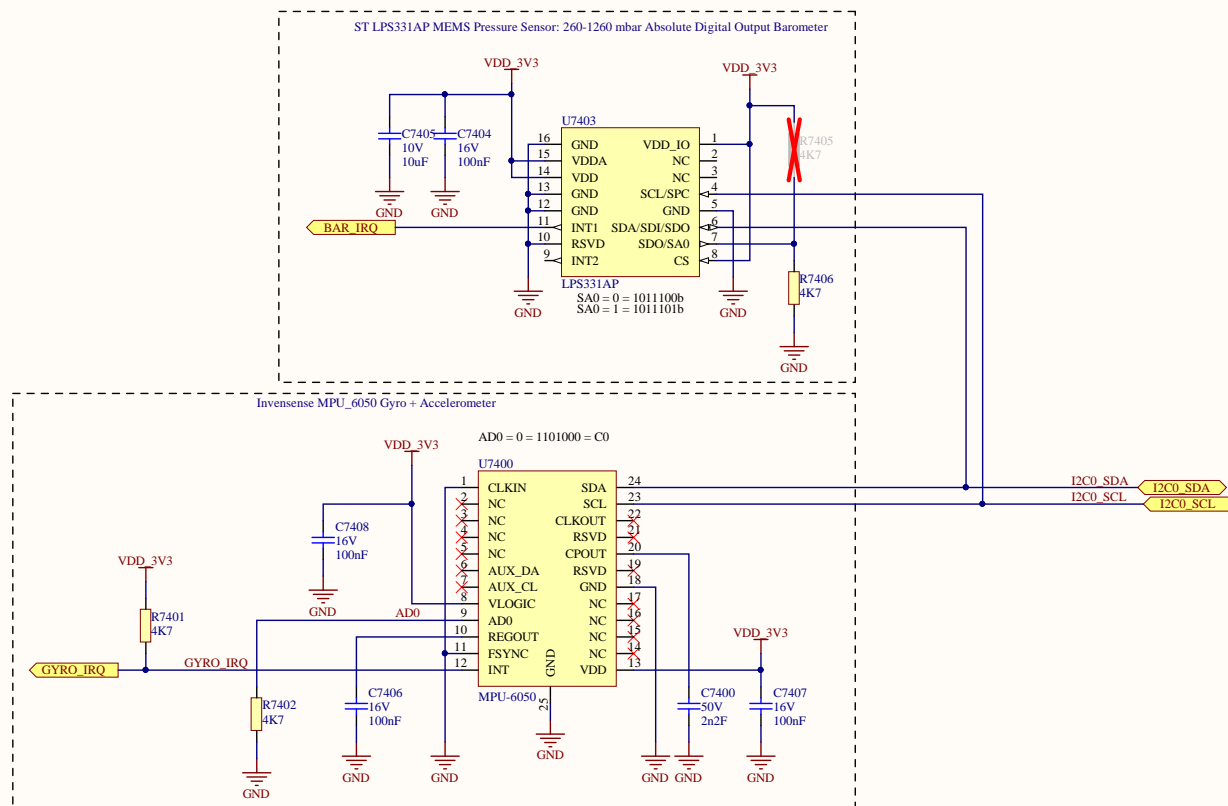 ST LPS331AP MEMS Pressure Sensor: 260-1260 mbar Absolute Digital Output Barometer
VDD_3V3
VDD_3V3
C7405
10V
10uF
C7404
16V
100nF
GND
GND
U7403
16 GND
15 VDDA
14 VDD
13 GND
12 GND
11 INT1
10 RSVD
9 INT2
VDD_IO 1
NC 2
NC 3
SCL/SPC 4
GND 5
SDA/SDI/SDO 6
SDO/SA0 7
CS 8
LPS331AP
SA0 = 0 = 1011100b
SA0 = 1 = 1011101b
BAR_IRQ
R7405
4K7
R7406
4K7
GND
GND
GND
Invensense MPU_6050 Gyro + Accelerometer
AD0 = 0 = 1101000 = C0
VDD_3V3
U7400
1 CLKIN
2 NC
3 NC
4 NC
5 NC
6 AUX_DA
7 AUX_CL
8 VLOGIC
9 AD0
10 REGOUT
11 FSYNC
12 INT
SDA 24
SCL 23
CLKOUT 22
RSVD 21
CPOUT 20
RSVD 19
GND 18
NC 17
NC 16
NC 15
NC 14
VDD 13
GND
25
MPU-6050
I2C0_SDA
I2C0_SDA
I2C0_SCL
I2C0_SCL
C7408
16V
100nF
GND
VDD_3V3
R7401
4K7
AD0
GYRO_IRQ
GYRO_IRQ
R7402
4K7
GND
C7406
16V
100nF
GND
GND
GND
GND
GND
C7400
50V
2n2F
VDD_3V3
C7407
16V
100nF
GND